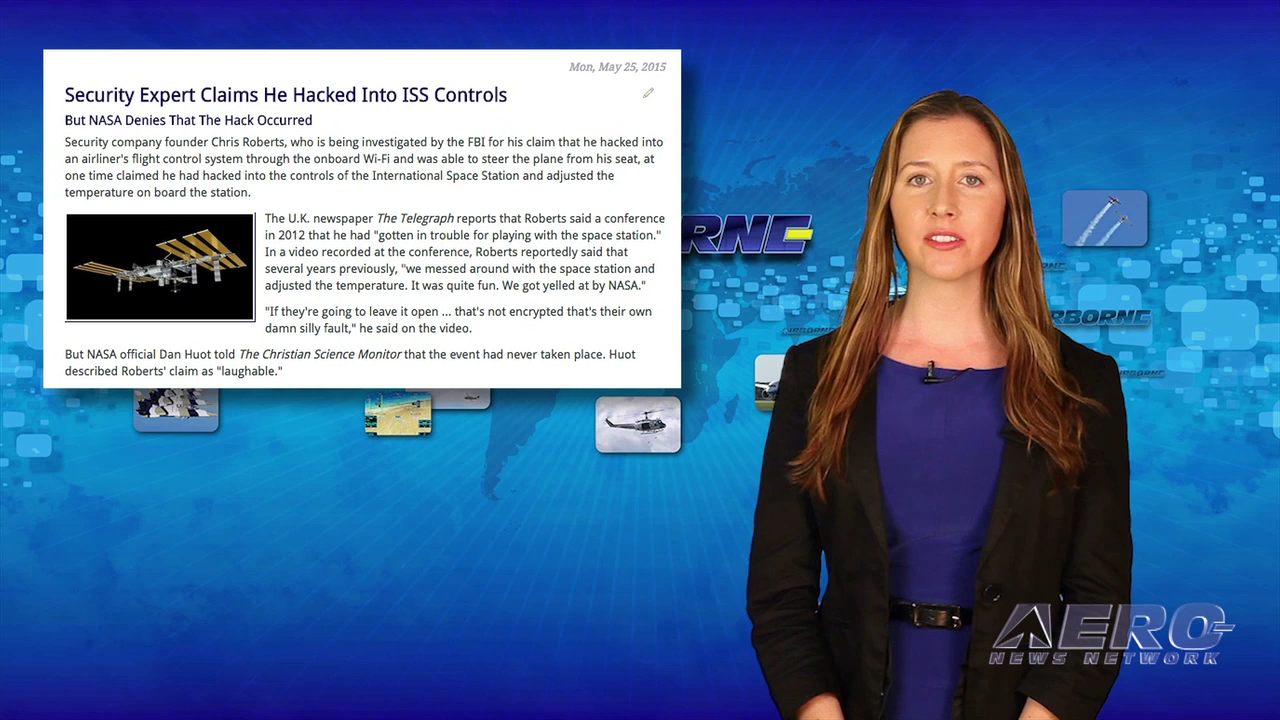 Mon, May 25, 2015
Security Expert Claims He Hacked Into ISS Controls
But NASA Denies That The Hack Occurred
Security company founder Chris Roberts, who is being investigated by the FBI for his claim that he hacked into
an airliner's flight control system through the onboard Wi-Fi and was able to steer the plane from his seat, at
one time claimed he had hacked into the controls of the International Space Station and adjusted the
temperature on board the station.
The U.K. newspaper The Telegraph reports that Roberts said a conference
in 2012 that he had "gotten in trouble for playing with the space station."
In a video recorded at the conference, Roberts reportedly said that
several years previously, "we messed around with the space station and
adjusted the temperature. It was quite fun. We got yelled at by NASA."
"If they're going to leave it open ... that's not encrypted that's their own
damn silly fault," he said on the video.
But NASA official Dan Huot told The Christian Science Monitor that the event had never taken place. Huot
described Roberts' claim as "laughable."
RNE
RBORNE
AIRBORNE
AERO
NEWS NETWORK